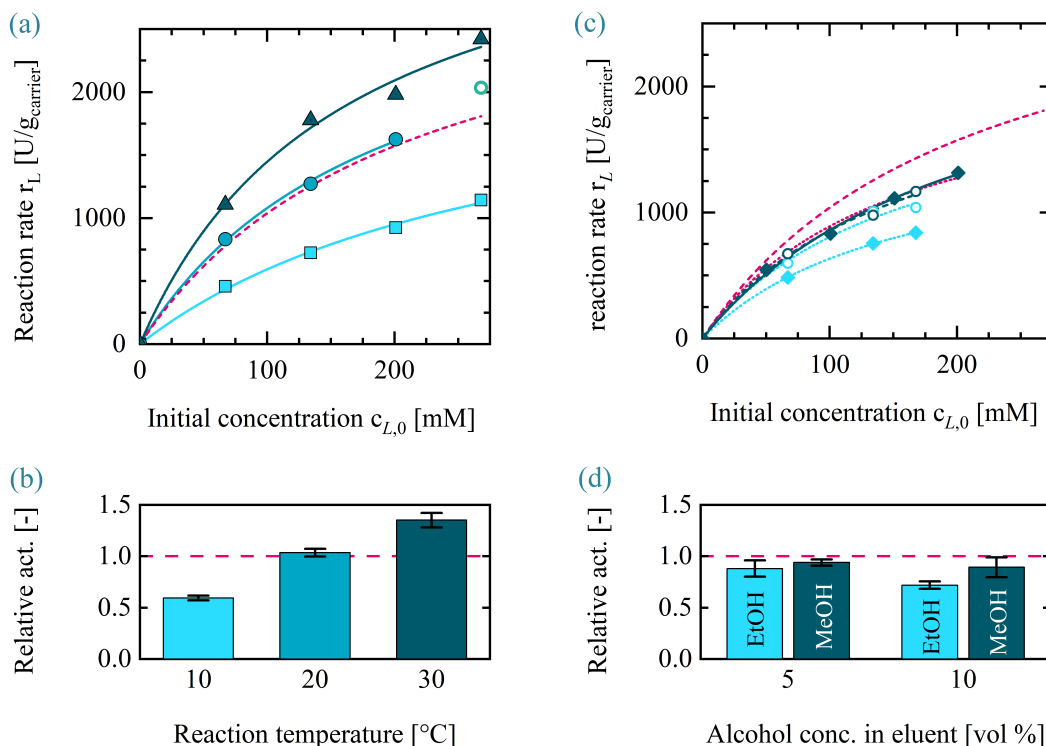 (a)
Reaction rate r_L [U/g_carrier]
2000
1000
0
0
100
200
Initial concentration c_L,0 [mM]
(c)
reaction rate r_L [U/g_carrier]
2000
1000
0
0
100
200
Initial concentration c_L,0 [mM]
(b)
Relative act. [-]
1.5
1.0
0.5
0.0
10
20
30
Reaction temperature [°C]
(d)
Relative act. [-]
1.5
1.0
0.5
0.0
EtOH
MeOH
EtOH
MeOH
5
10
Alcohol conc. in eluent [vol %]